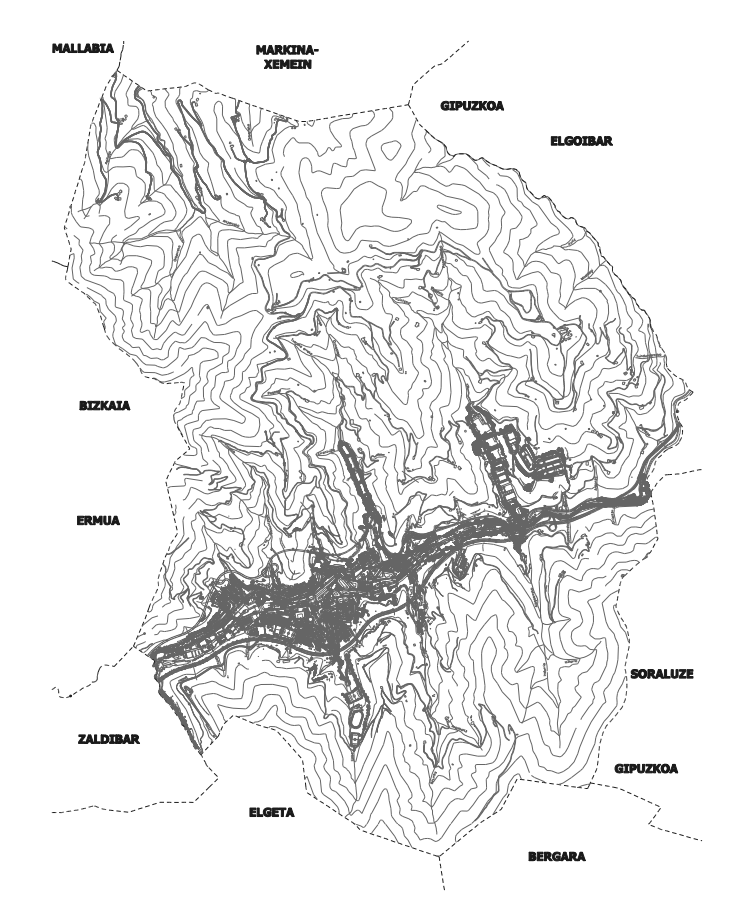 MALLABIA
MARKINA-
XEMEIN
GIPUZKOA
ELGOIBAR
BIZKAIA
ERMUA
SORALUZE
ZALDIBAR
GIPUZKOA
ELGETA
BERGARA